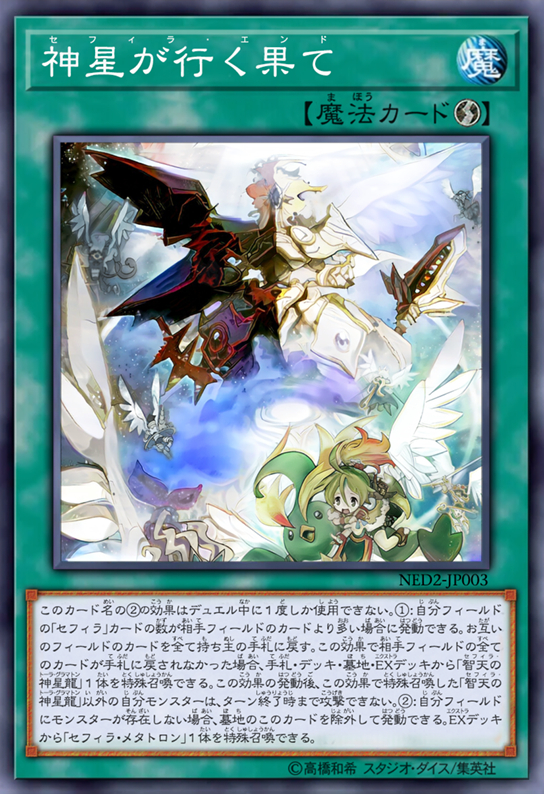 セフィラ・エンド
神星が行く果て
魔
まほう
【魔法カード】
NED2-JP003
このカード名の②の効果はデュエル中に1度しか使用できない。①:自分フィールド
の「セフィラ」カードの数が相手フィールドのカードより多い場合に発動できる。お互い
のフィールドのカードを全て持ち主の手札に戻す。この効果で相手フィールドの全て
のカードが手札に戻されなかった場合、手札・デッキ・墓地・EXデッキから「智天の
神星龍」1体を特殊召喚できる。この効果の発動後、この効果で特殊召喚した「智天の
神星龍」以外の自分モンスターは、ターン終了時まで攻撃できない。②:自分フィールド
にモンスターが存在しない場合、墓地のこのカードを除外して発動できる。EXデッキ
から「セフィラ・メタトロン」1体を特殊召喚できる。
©高橋和希 スタジオ・ダイス/集英社